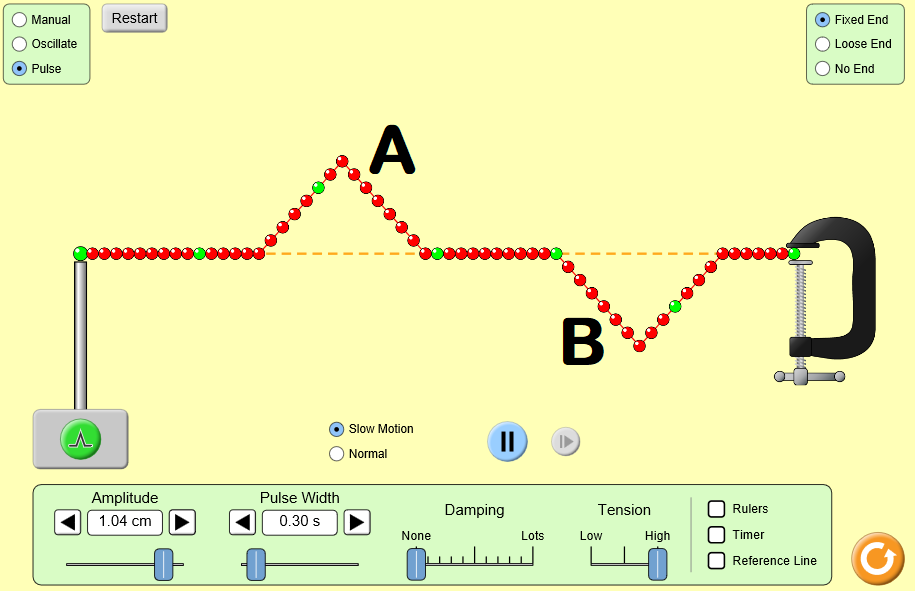 Manual
Oscillate
Pulse
Restart
Fixed End
Loose End
No End
A
B
Slow Motion
Normal
Amplitude
1.04 cm
Pulse Width
0.30 s
Damping
None
Lots
Tension
Low
High
Rulers
Timer
Reference Line